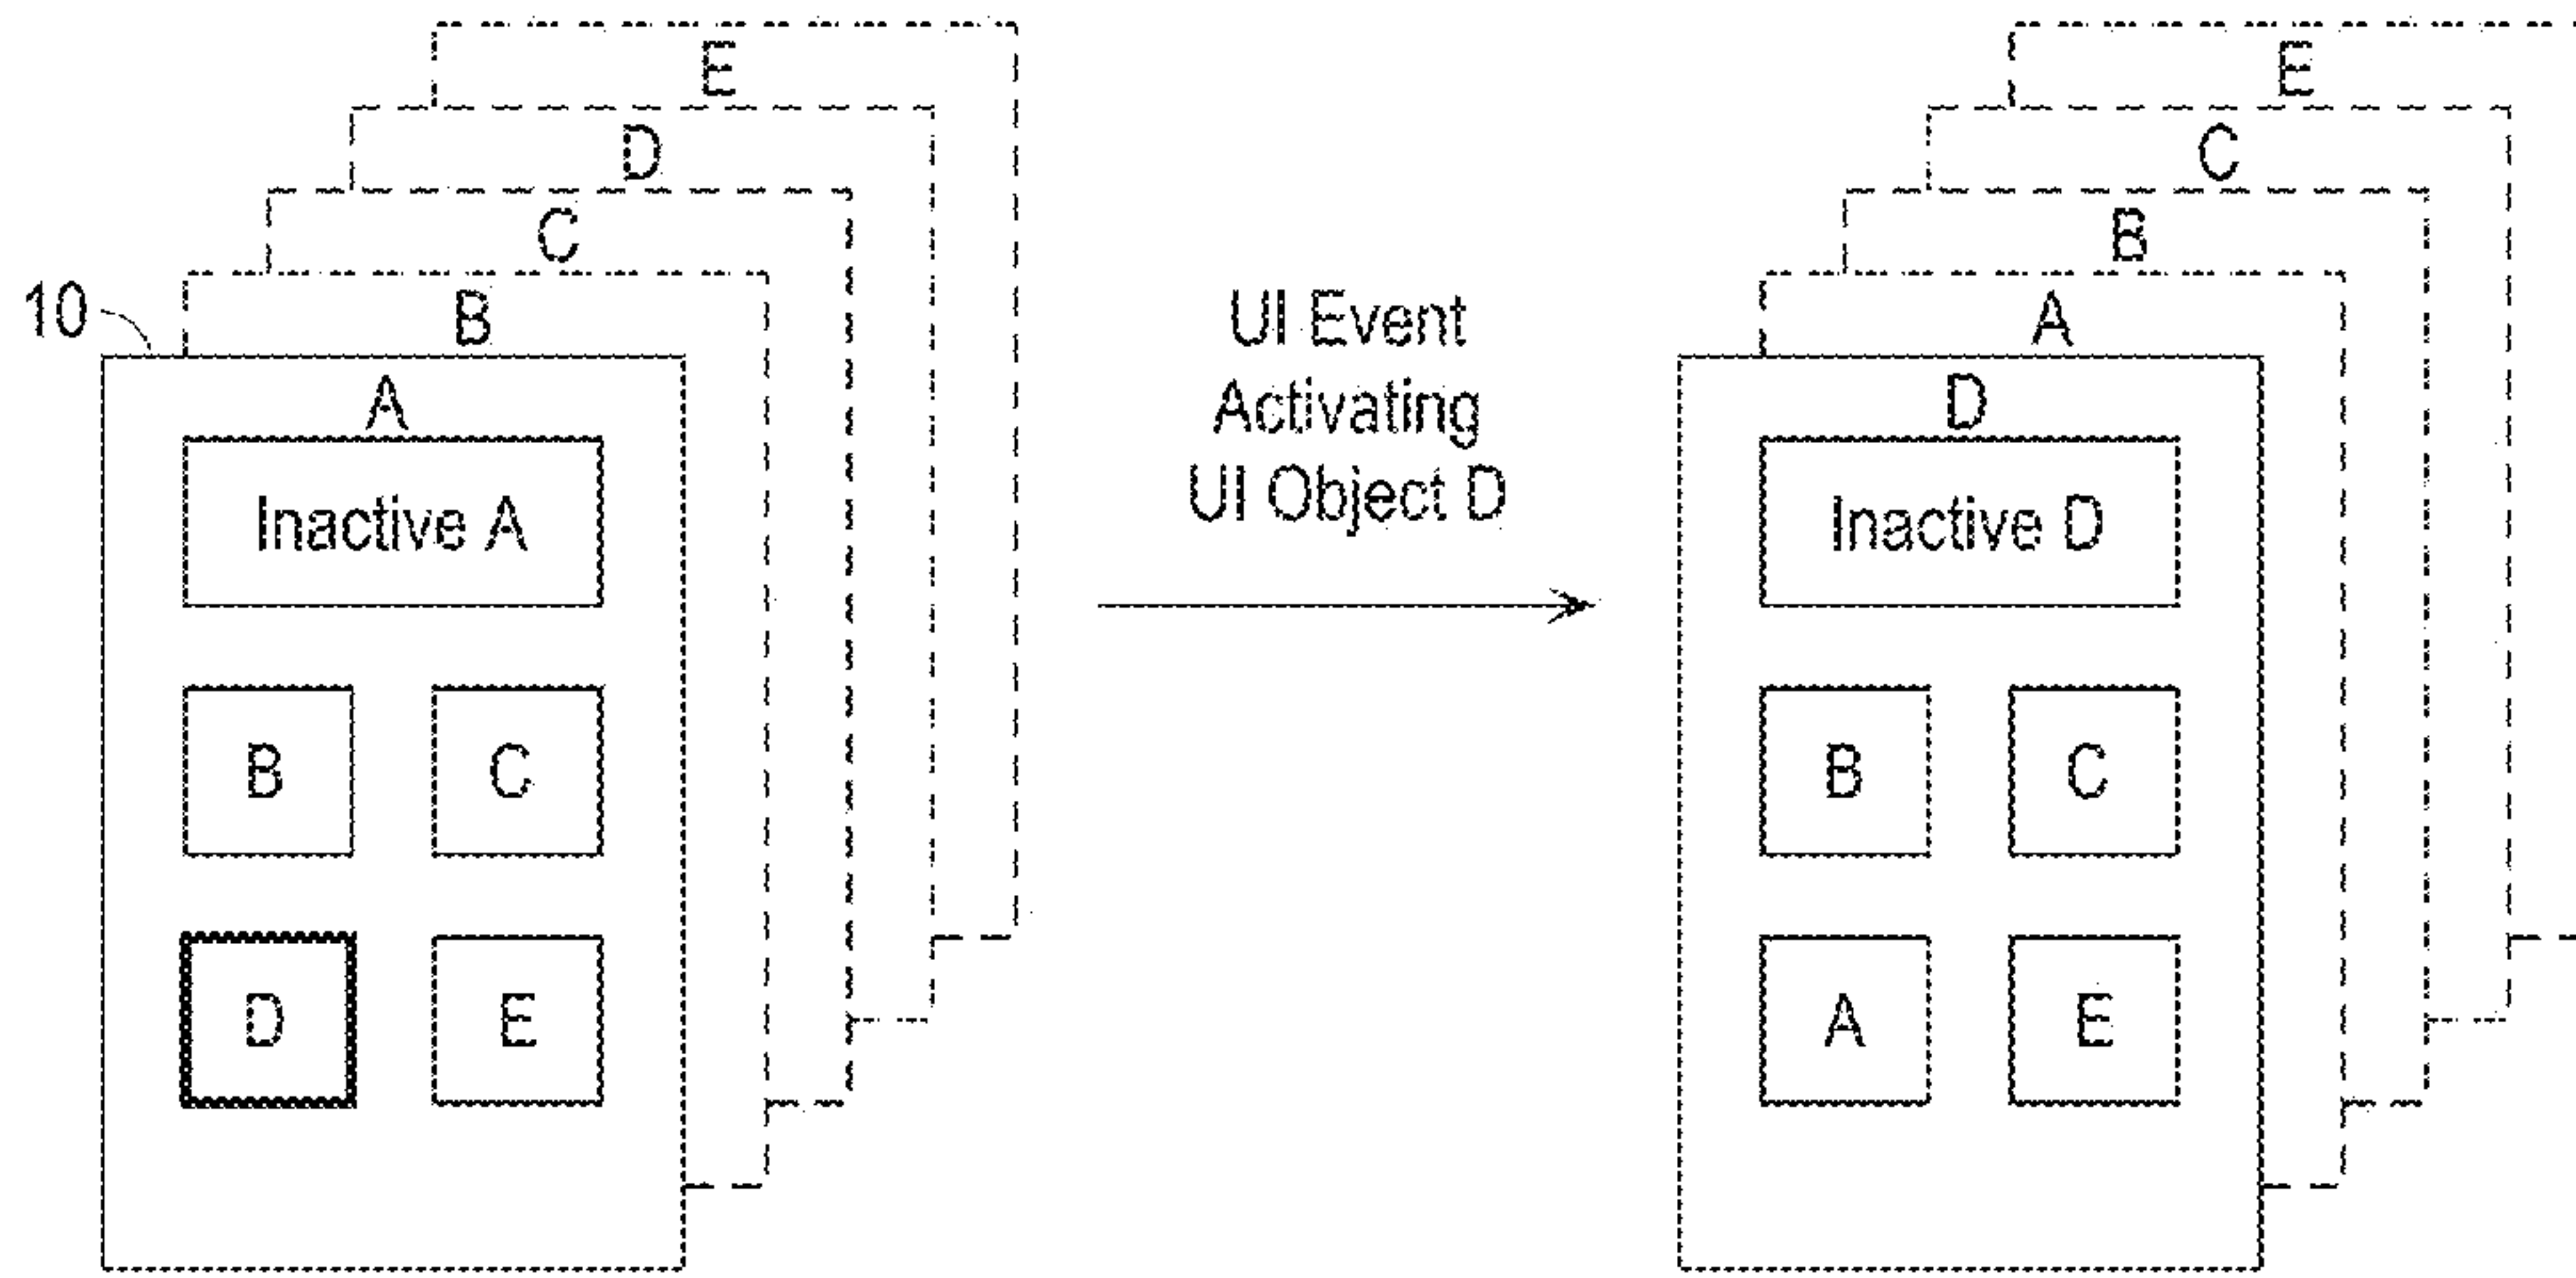 E
D
C
10
B
A
Inactive A
B C
D E
UI Event
Activating
UI Object D
E
C
B
A
D
Inactive D
B C
A E